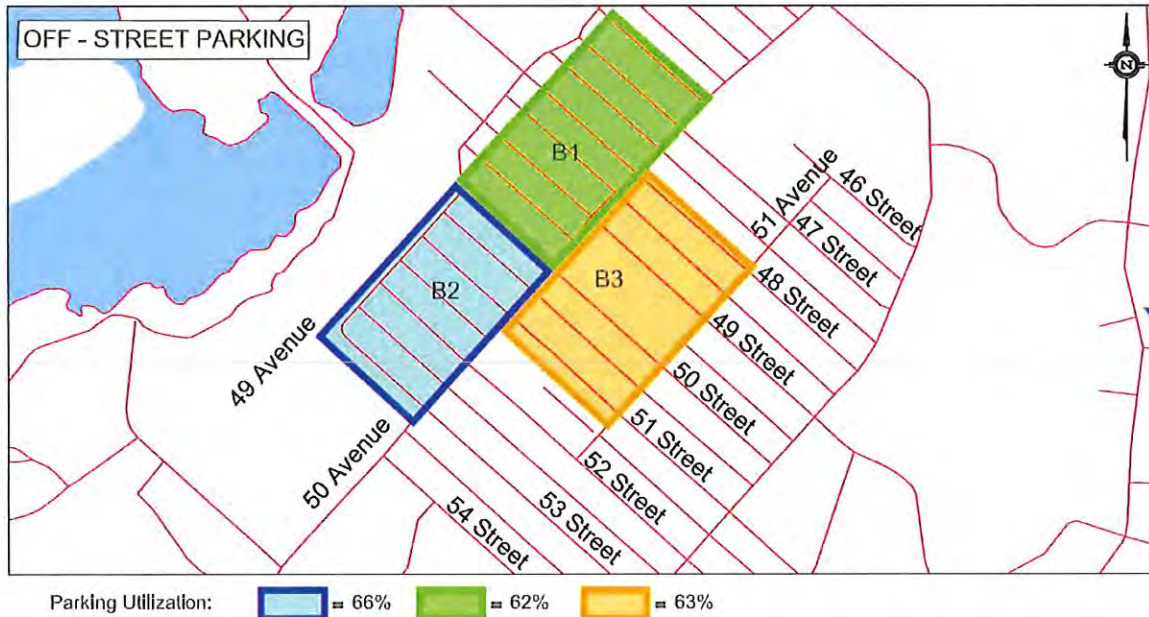 OFF - STREET PARKING
N
B1
B2
B3
51 Avenue
46 Street
47 Street
48 Street
49 Street
50 Street
51 Street
52 Street
53 Street
54 Street
49 Avenue
50 Avenue
Parking Utilization: = 66% = 62% = 63%